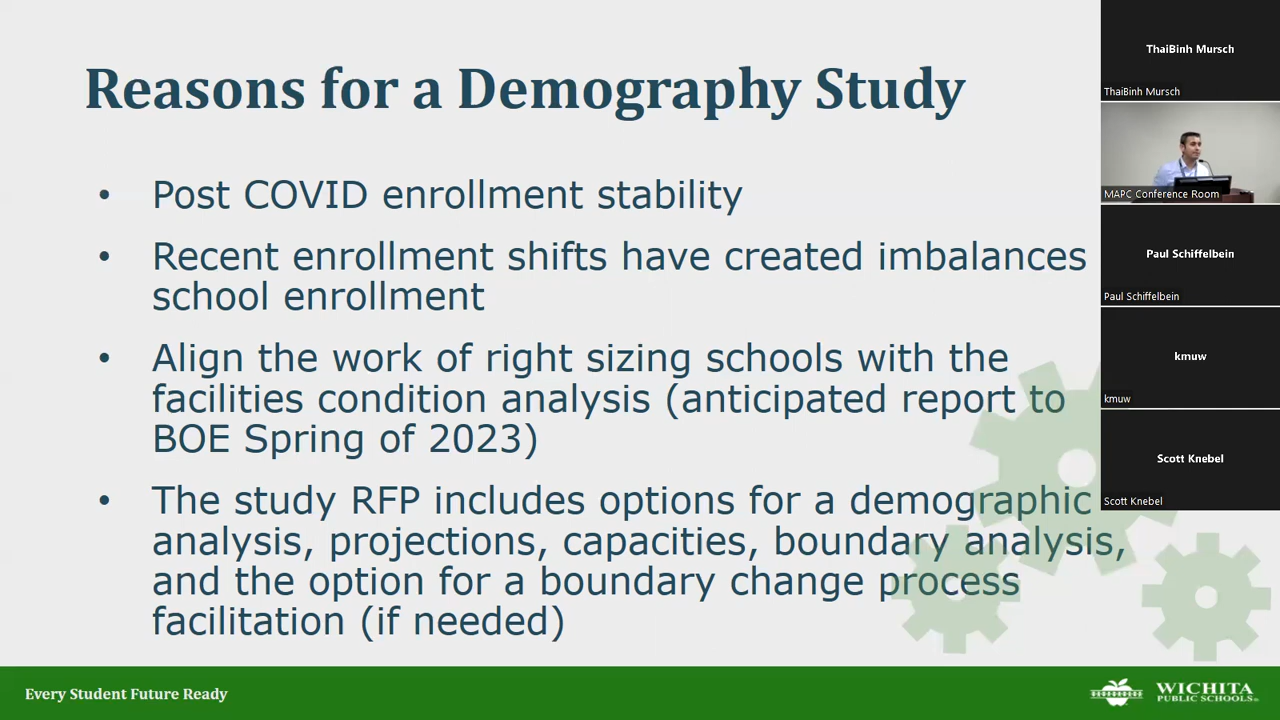 Reasons for a Demography Study
• Post COVID enrollment stability
• Recent enrollment shifts have created imbalances
school enrollment
• Align the work of right sizing schools with the
facilities condition analysis (anticipated report to
BOE Spring of 2023)
• The study RFP includes options for a demographic
analysis, projections, capacities, boundary analysis,
and the option for a boundary change process
facilitation (if needed)
Every Student Future Ready
WICHITA
PUBLIC SCHOOLS
ThaiBinh Mursch
ThaiBinh Mursch
MAPC Conference Room
Paul Schiffelbein
Paul Schiffelbein
kmuw
kmuw
Scott Knebel
Scott Knebel